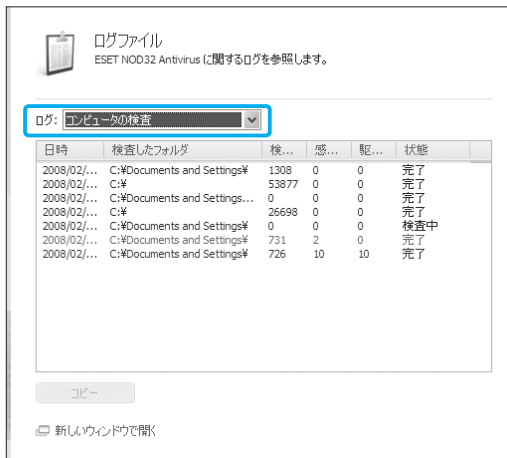 ログファイル
ESET NOD32 Antivirus に関するログを参照します。
ログ: コンピュータの検査
日時 検査したフォルダ 検... 感... 駆... 状態
2008/02/... C:¥Documents and Settings¥ 1308 0 0 完了
2008/02/... C:¥ 53877 0 0 完了
2008/02/... C:¥Documents and Settings... 0 0 0 完了
2008/02/... C:¥ 26698 0 0 完了
2008/02/... C:¥Documents and Settings¥ 0 0 0 検査中
2008/02/... C:¥Documents and Settings¥ 731 2 0 完了
2008/02/... C:¥Documents and Settings¥ 726 10 10 完了
コピー
新しいウィンドウで開く